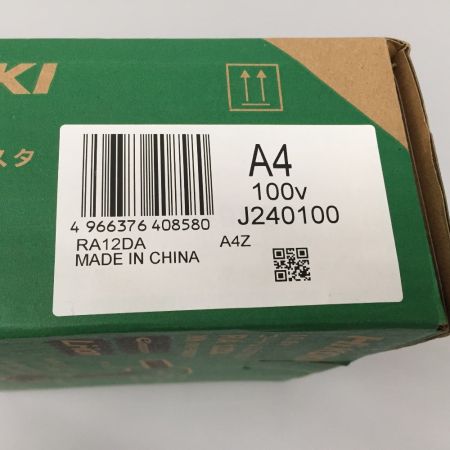 KI
スタ
A4
100v
4 966376 408580
J240100
RA12DA
A4Z
MADE IN CHINA